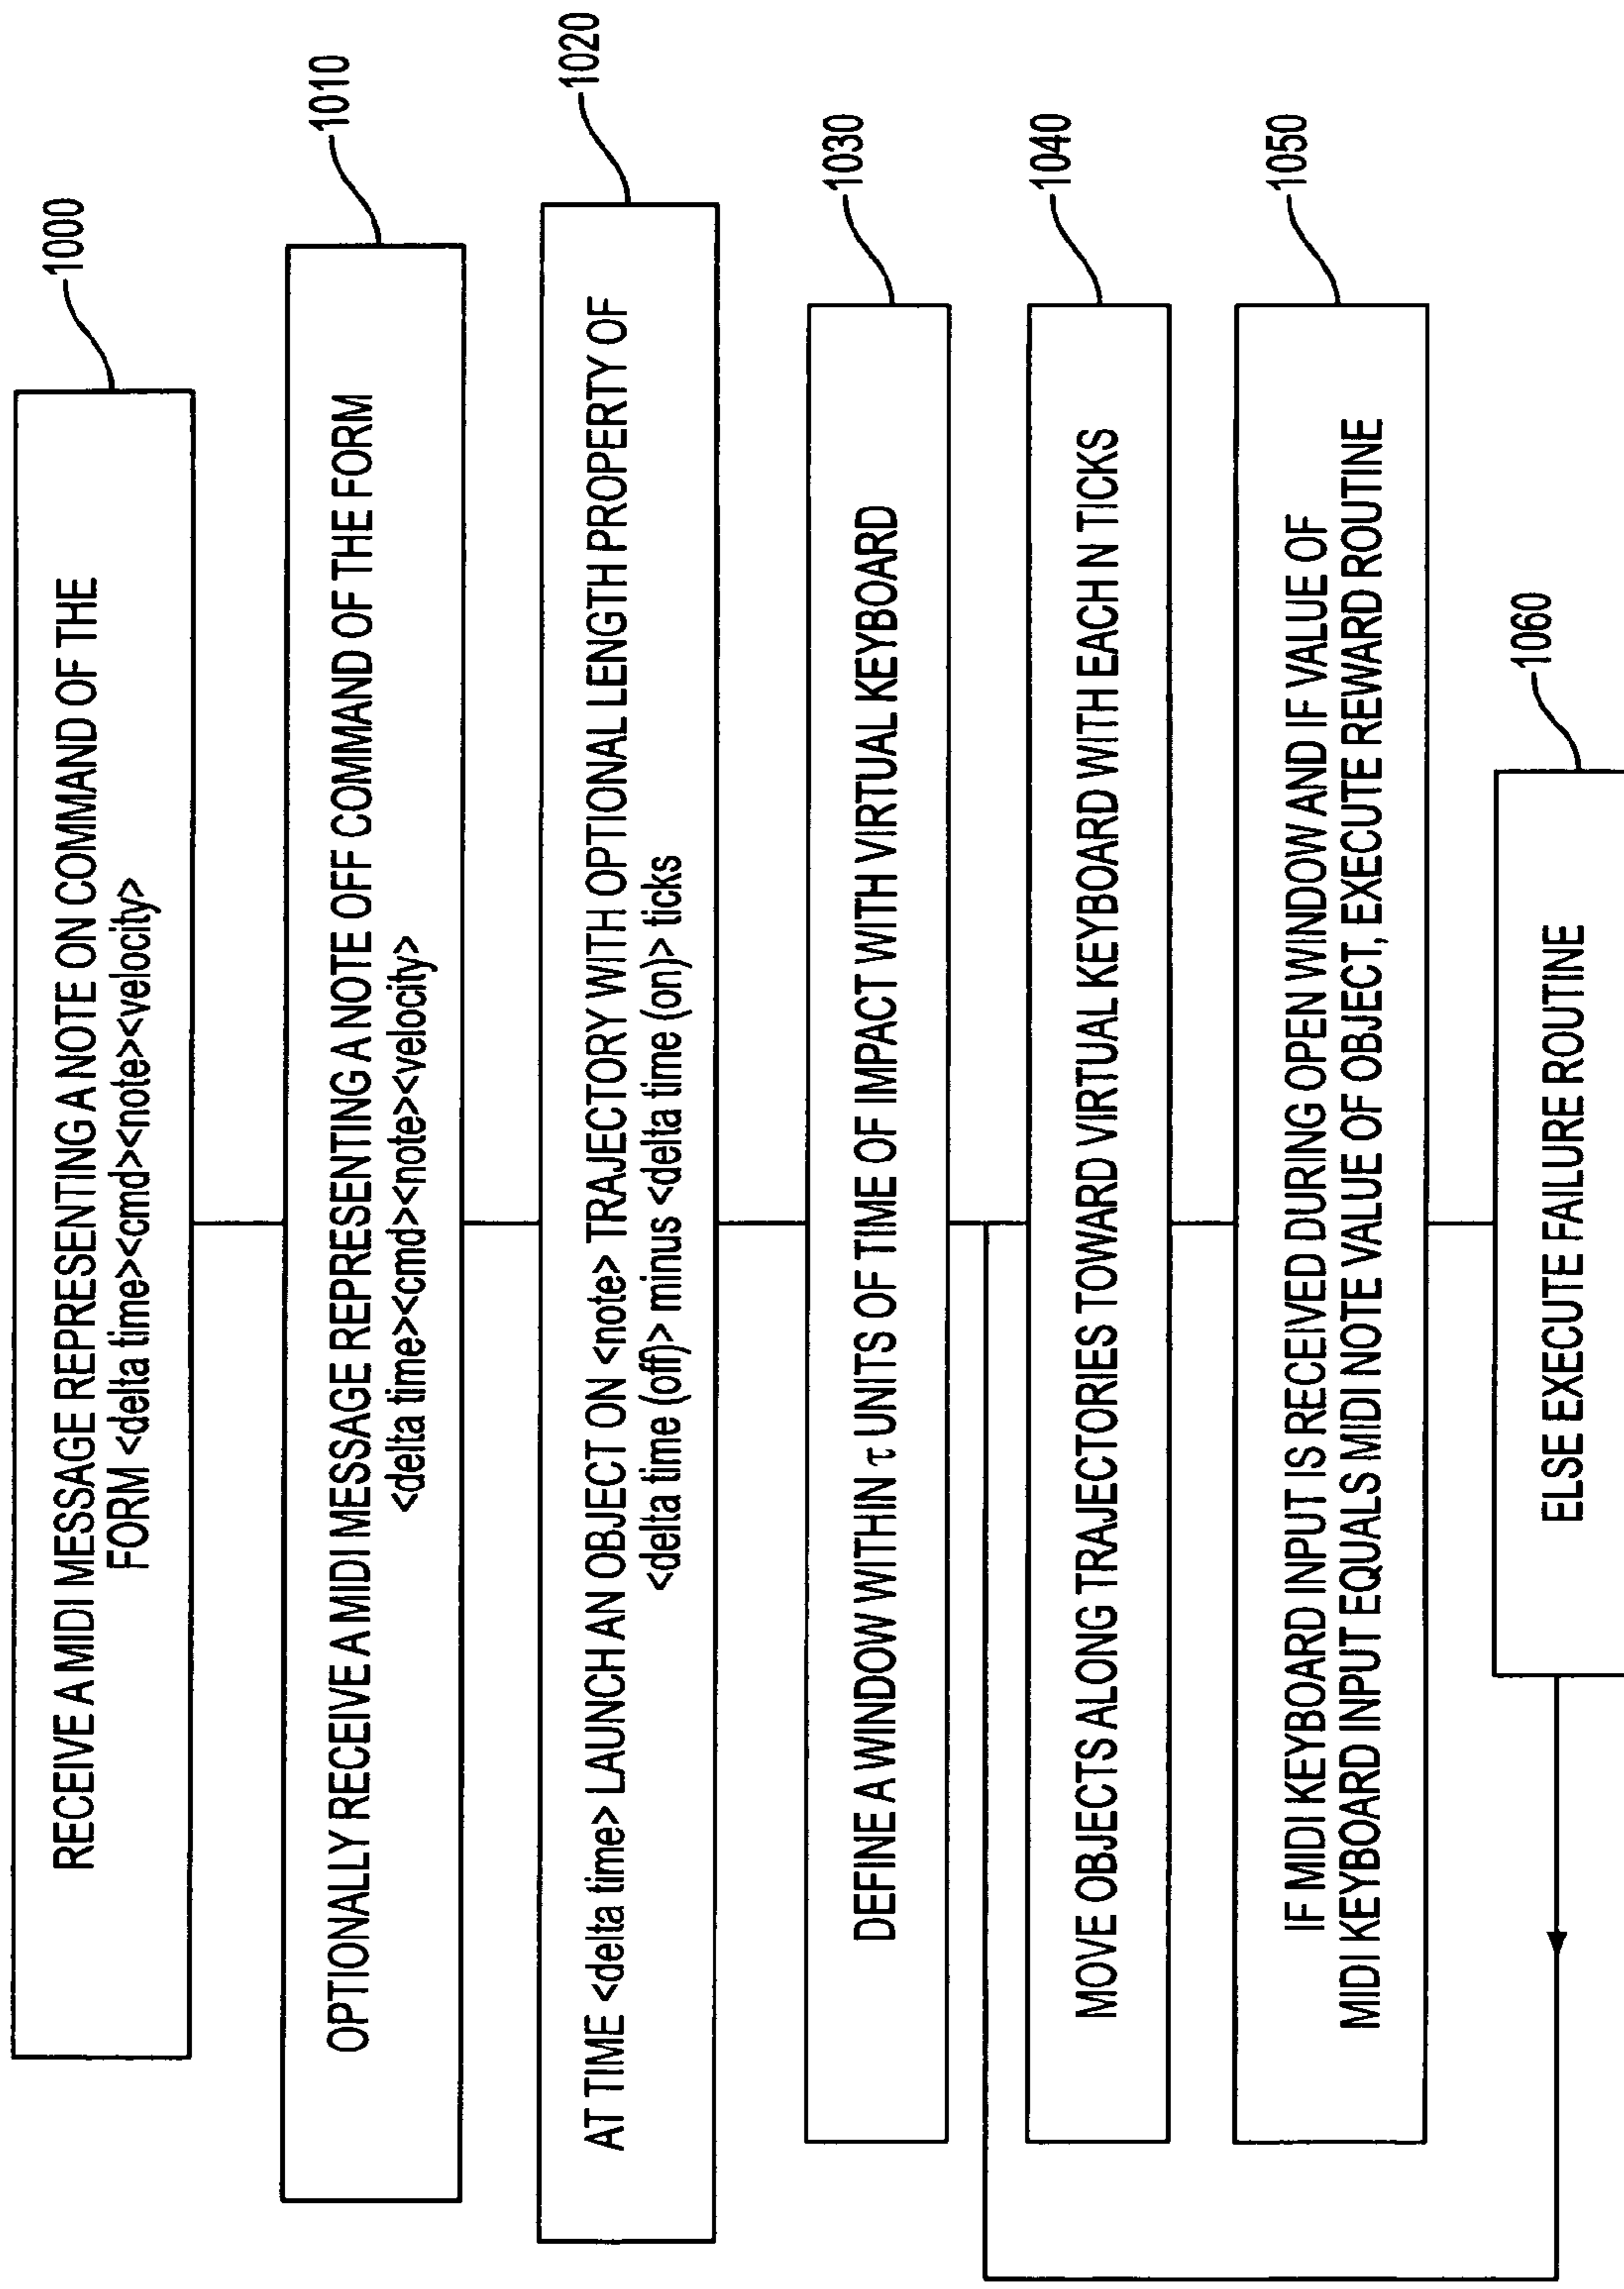 1000
RECEIVE A MIDI MESSAGE REPRESENTING A NOTE ON COMMAND OF THE
FORM <delta time><cmd><note><velocity>
1010
OPTIONALLY RECEIVE A MIDI MESSAGE REPRESENTING A NOTE OFF COMMAND OF THE FORM
<delta time><cmd><note><velocity>
1020
AT TIME <delta time> LAUNCH AN OBJECT ON <note> TRAJECTORY WITH OPTIONAL LENGTH PROPERTY OF
<delta time (off)> minus <delta time (on)> ticks
1030
DEFINE A WINDOW WITHIN τ UNITS OF TIME OF IMPACT WITH VIRTUAL KEYBOARD
1040
MOVE OBJECTS ALONG TRAJECTORIES TOWARD VIRTUAL KEYBOARD WITH EACH N TICKS
1050
IF MIDI KEYBOARD INPUT IS RECEIVED DURING OPEN WINDOW AND IF VALUE OF
MIDI KEYBOARD INPUT EQUALS MIDI NOTE VALUE OF OBJECT, EXECUTE REWARD ROUTINE
1060
ELSE EXECUTE FAILURE ROUTINE